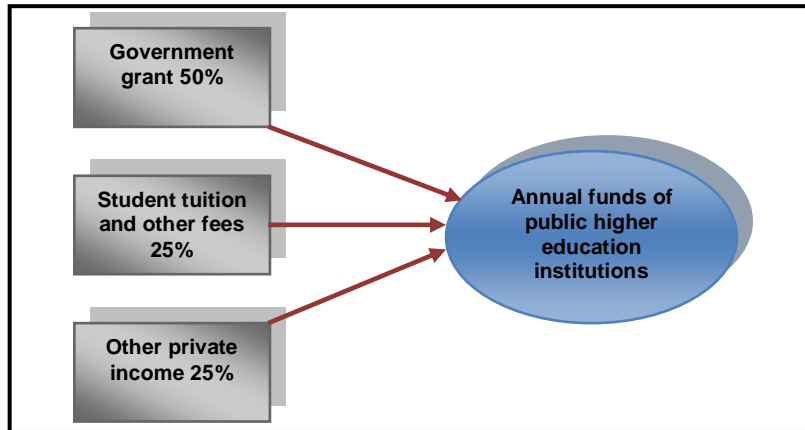 Government
grant 50%
Student tuition
and other fees
25%
Other private
income 25%
Annual funds of
public higher
education
institutions